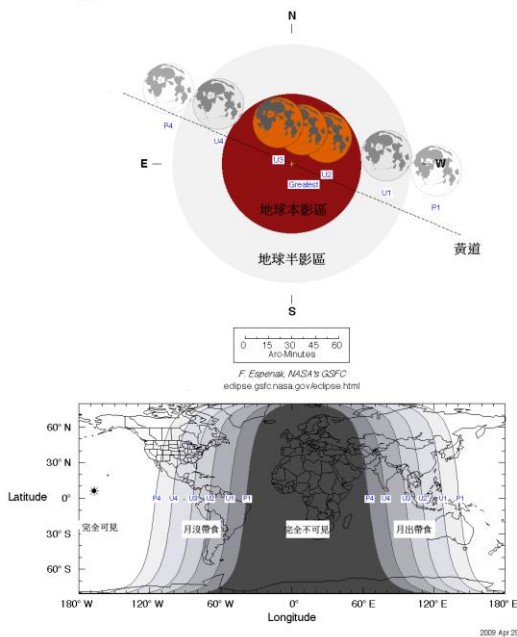 N
P4
U4
E
U3
U2
W
Greatest
U1
P1
地球本影區
地球半影區
黃道
S
0 15 30 45 60
Arc-Minutes
F. Espenak, NASA's GSFC
eclipse.gsfc.nasa.gov/eclipse.html
60° N
30° N
Latitude 0°
30° S
60° S
P4 U4 U3 U2 U1 P1
P4 U4 U3 U2 U1 P1
完全可見
月沒帶食
完全不可見
月出帶食
180° W 120° W 60° W 0° 60° E 120° E 180° E
Longitude
2009 Apr 29